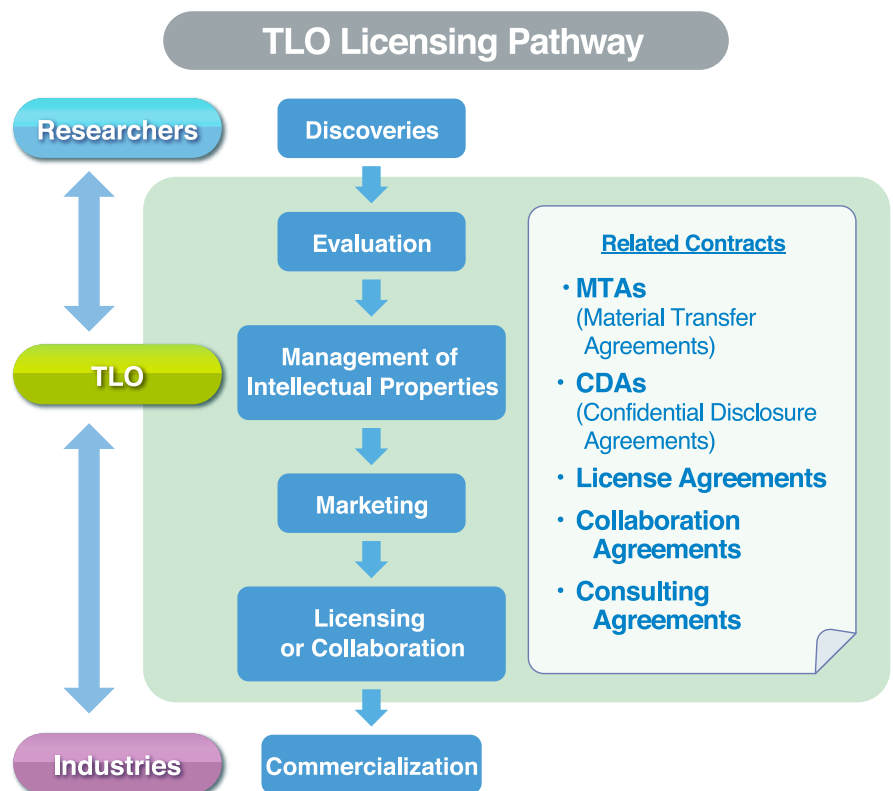 TLO Licensing Pathway
Researchers
Discoveries
Evaluation
Management of
Intellectual Properties
TLO
Marketing
Licensing
or Collaboration
Industries
Commercialization
Related Contracts
・MTAs
(Material Transfer
Agreements)
・CDAs
(Confidential Disclosure
Agreements)
・License Agreements
・Collaboration
Agreements
・Consulting
Agreements